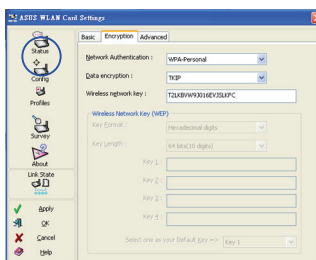 ASUS WLAN Card Settings
Status
Config
Profiles
Survey
About
Link State
Apply
OK
Cancel
Help
Basic Encryption Advanced
Network Authentication : WPA-Personal
Data encryption : TKIP
Wireless network key : T2LKBVW9J016EVJSLKFC
Wireless Network Key (WEP)
Key Format : Hexadecimal digits
Key Length : 64 bits(10 digits)
Key 1 :
Key 2 :
Key 3 :
Key 4 :
Select one as your Default Key => Key 1